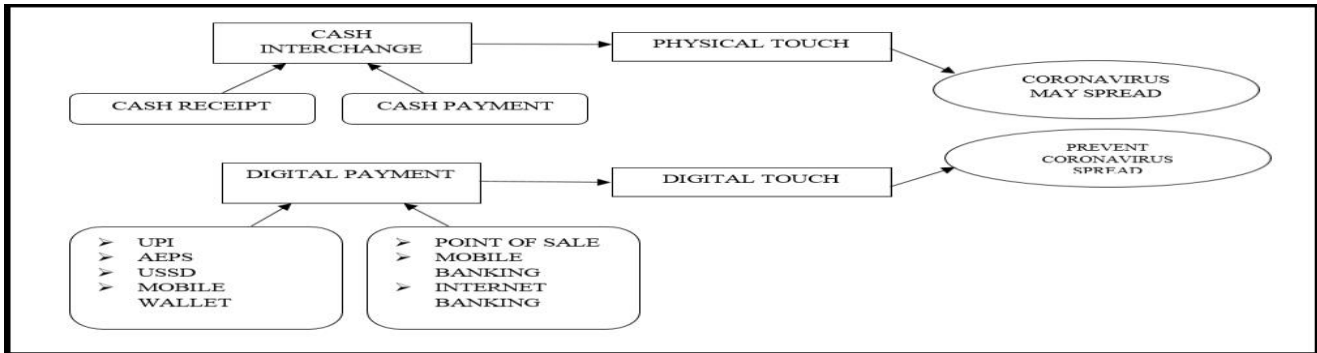 CASH
INTERCHANGE
PHYSICAL TOUCH
CORONAVIRUS
MAY SPREAD
CASH RECEIPT
CASH PAYMENT
DIGITAL PAYMENT
DIGITAL TOUCH
PREVENT
CORONAVIRUS
SPREAD
➢ UPI
➢ AEPS
➢ USSD
➢ MOBILE
WALLET
➢ POINT OF SALE
➢ MOBILE
BANKING
➢ INTERNET
BANKING